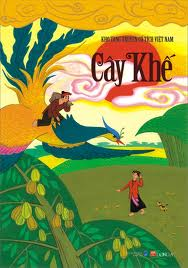 KHO TÀNG TRUYỆN CỔ TÍCH VIỆT NAM
Cây Khế